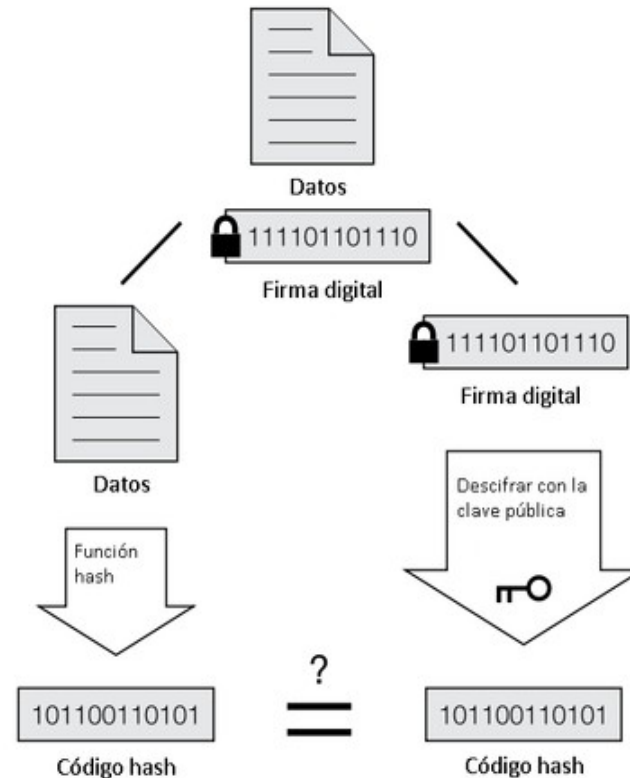 Datos
111101101110
Firma digital
111101101110
Firma digital
Datos
Descifrar con la
clave pública
Función
hash
?
101100110101
=
101100110101
Código hash
Código hash